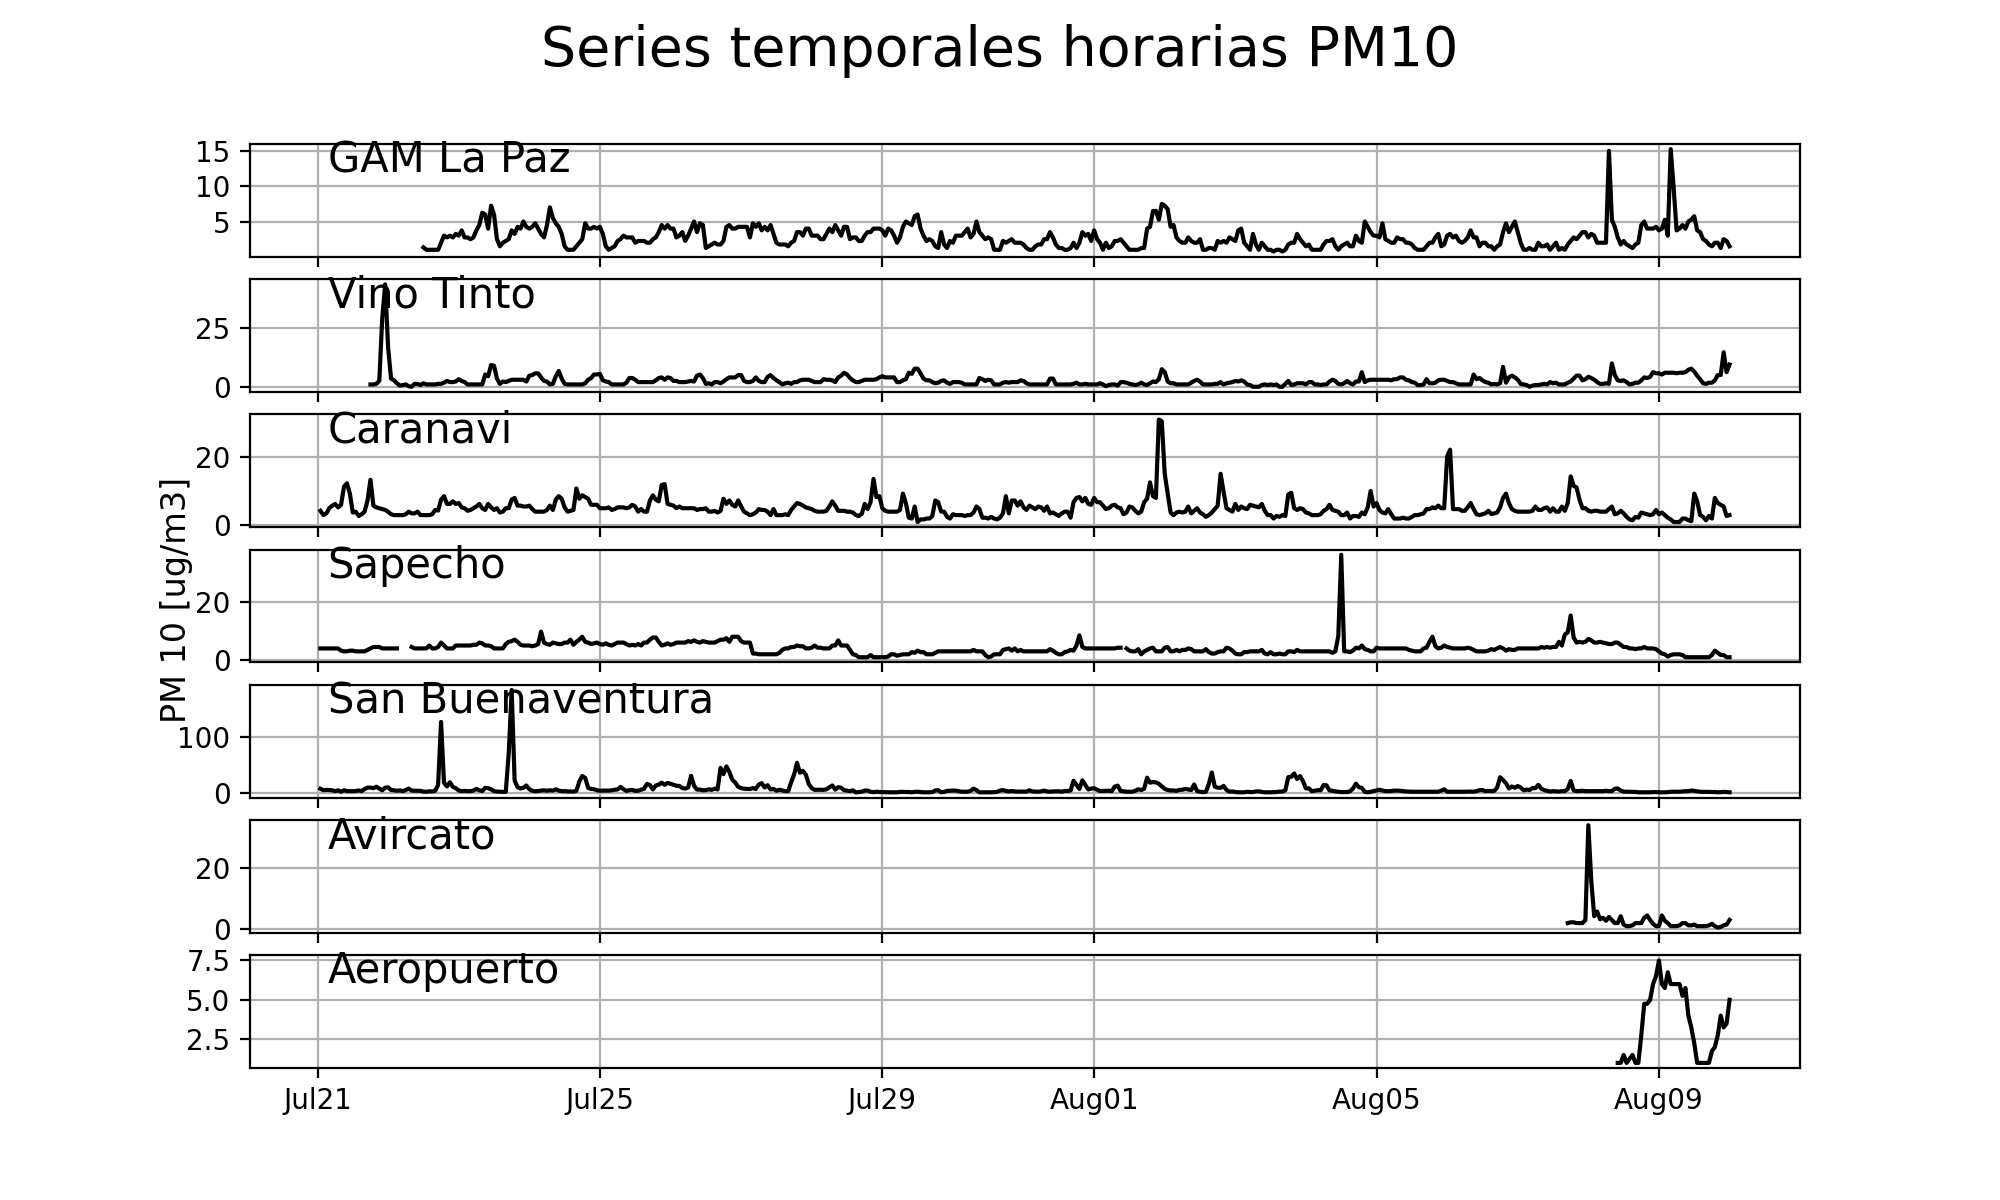 Series temporales horarias PM10
GAM La Paz
15
10
5
Vino Tinto
25
0
Caranavi
20
0
PM 10 [ug/m3]
Sapecho
20
0
San Buenaventura
100
0
Avircato
20
0
Aeropuerto
7.5
5.0
2.5
Jul21 Jul25 Jul29 Aug01 Aug05 Aug09